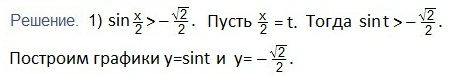 Решение. 1) sin x/2 > -√2/2. Пусть x/2 = t. Тогда sin t > -√2/2.
Построим графики y=sint и y= -√2/2.